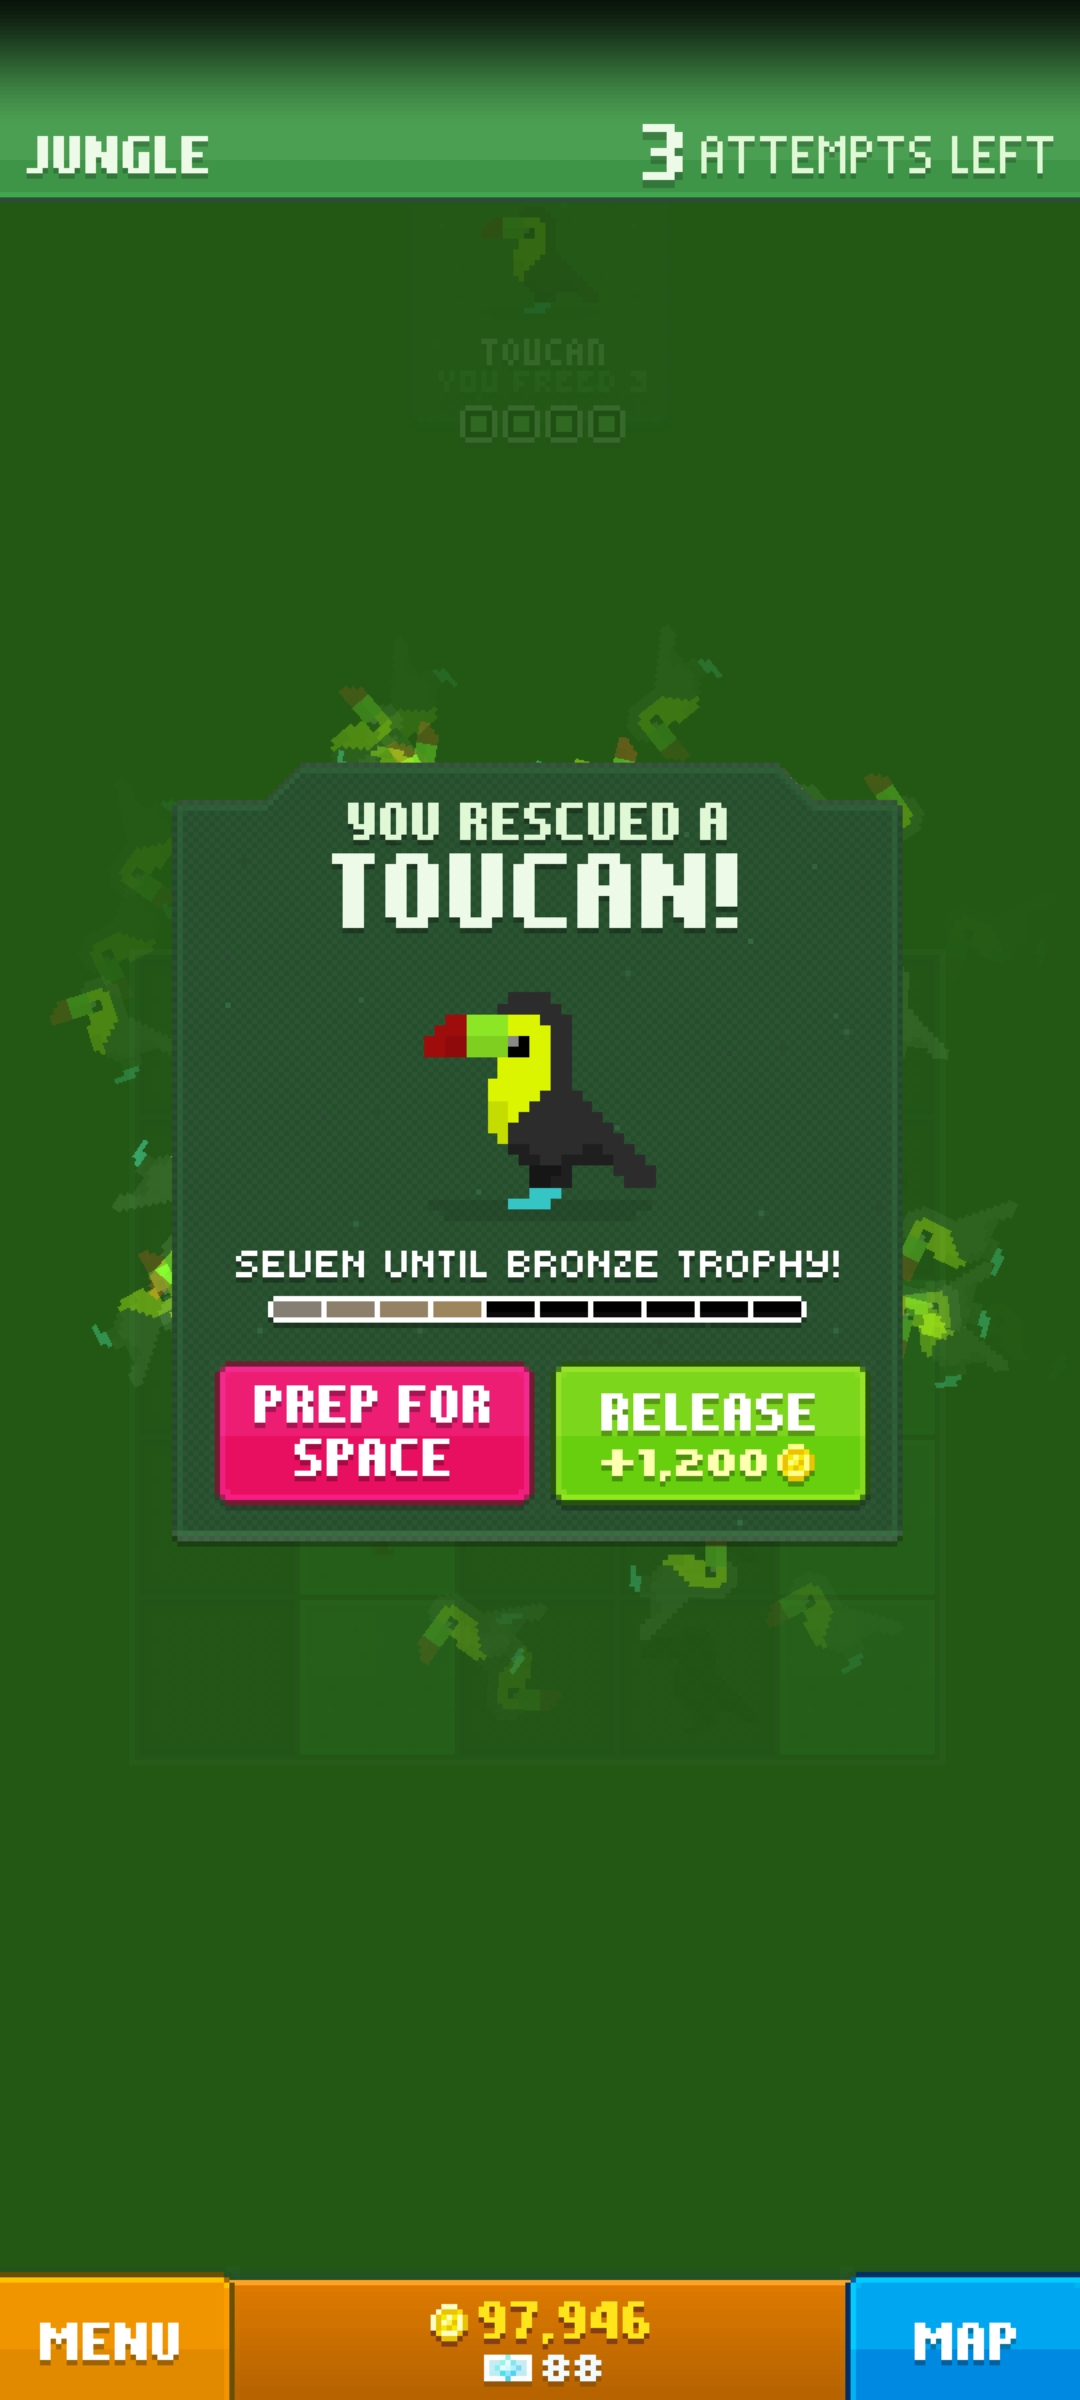 JUNGLE
3 ATTEMPTS LEFT
TOUCAN
YOU FREED 3
YOU RESCUED A
TOUCAN!
SEVEN UNTIL BRONZE TROPHY!
PREP FOR
SPACE
RELEASE
+1,200
MENU
97,946
88
MAP